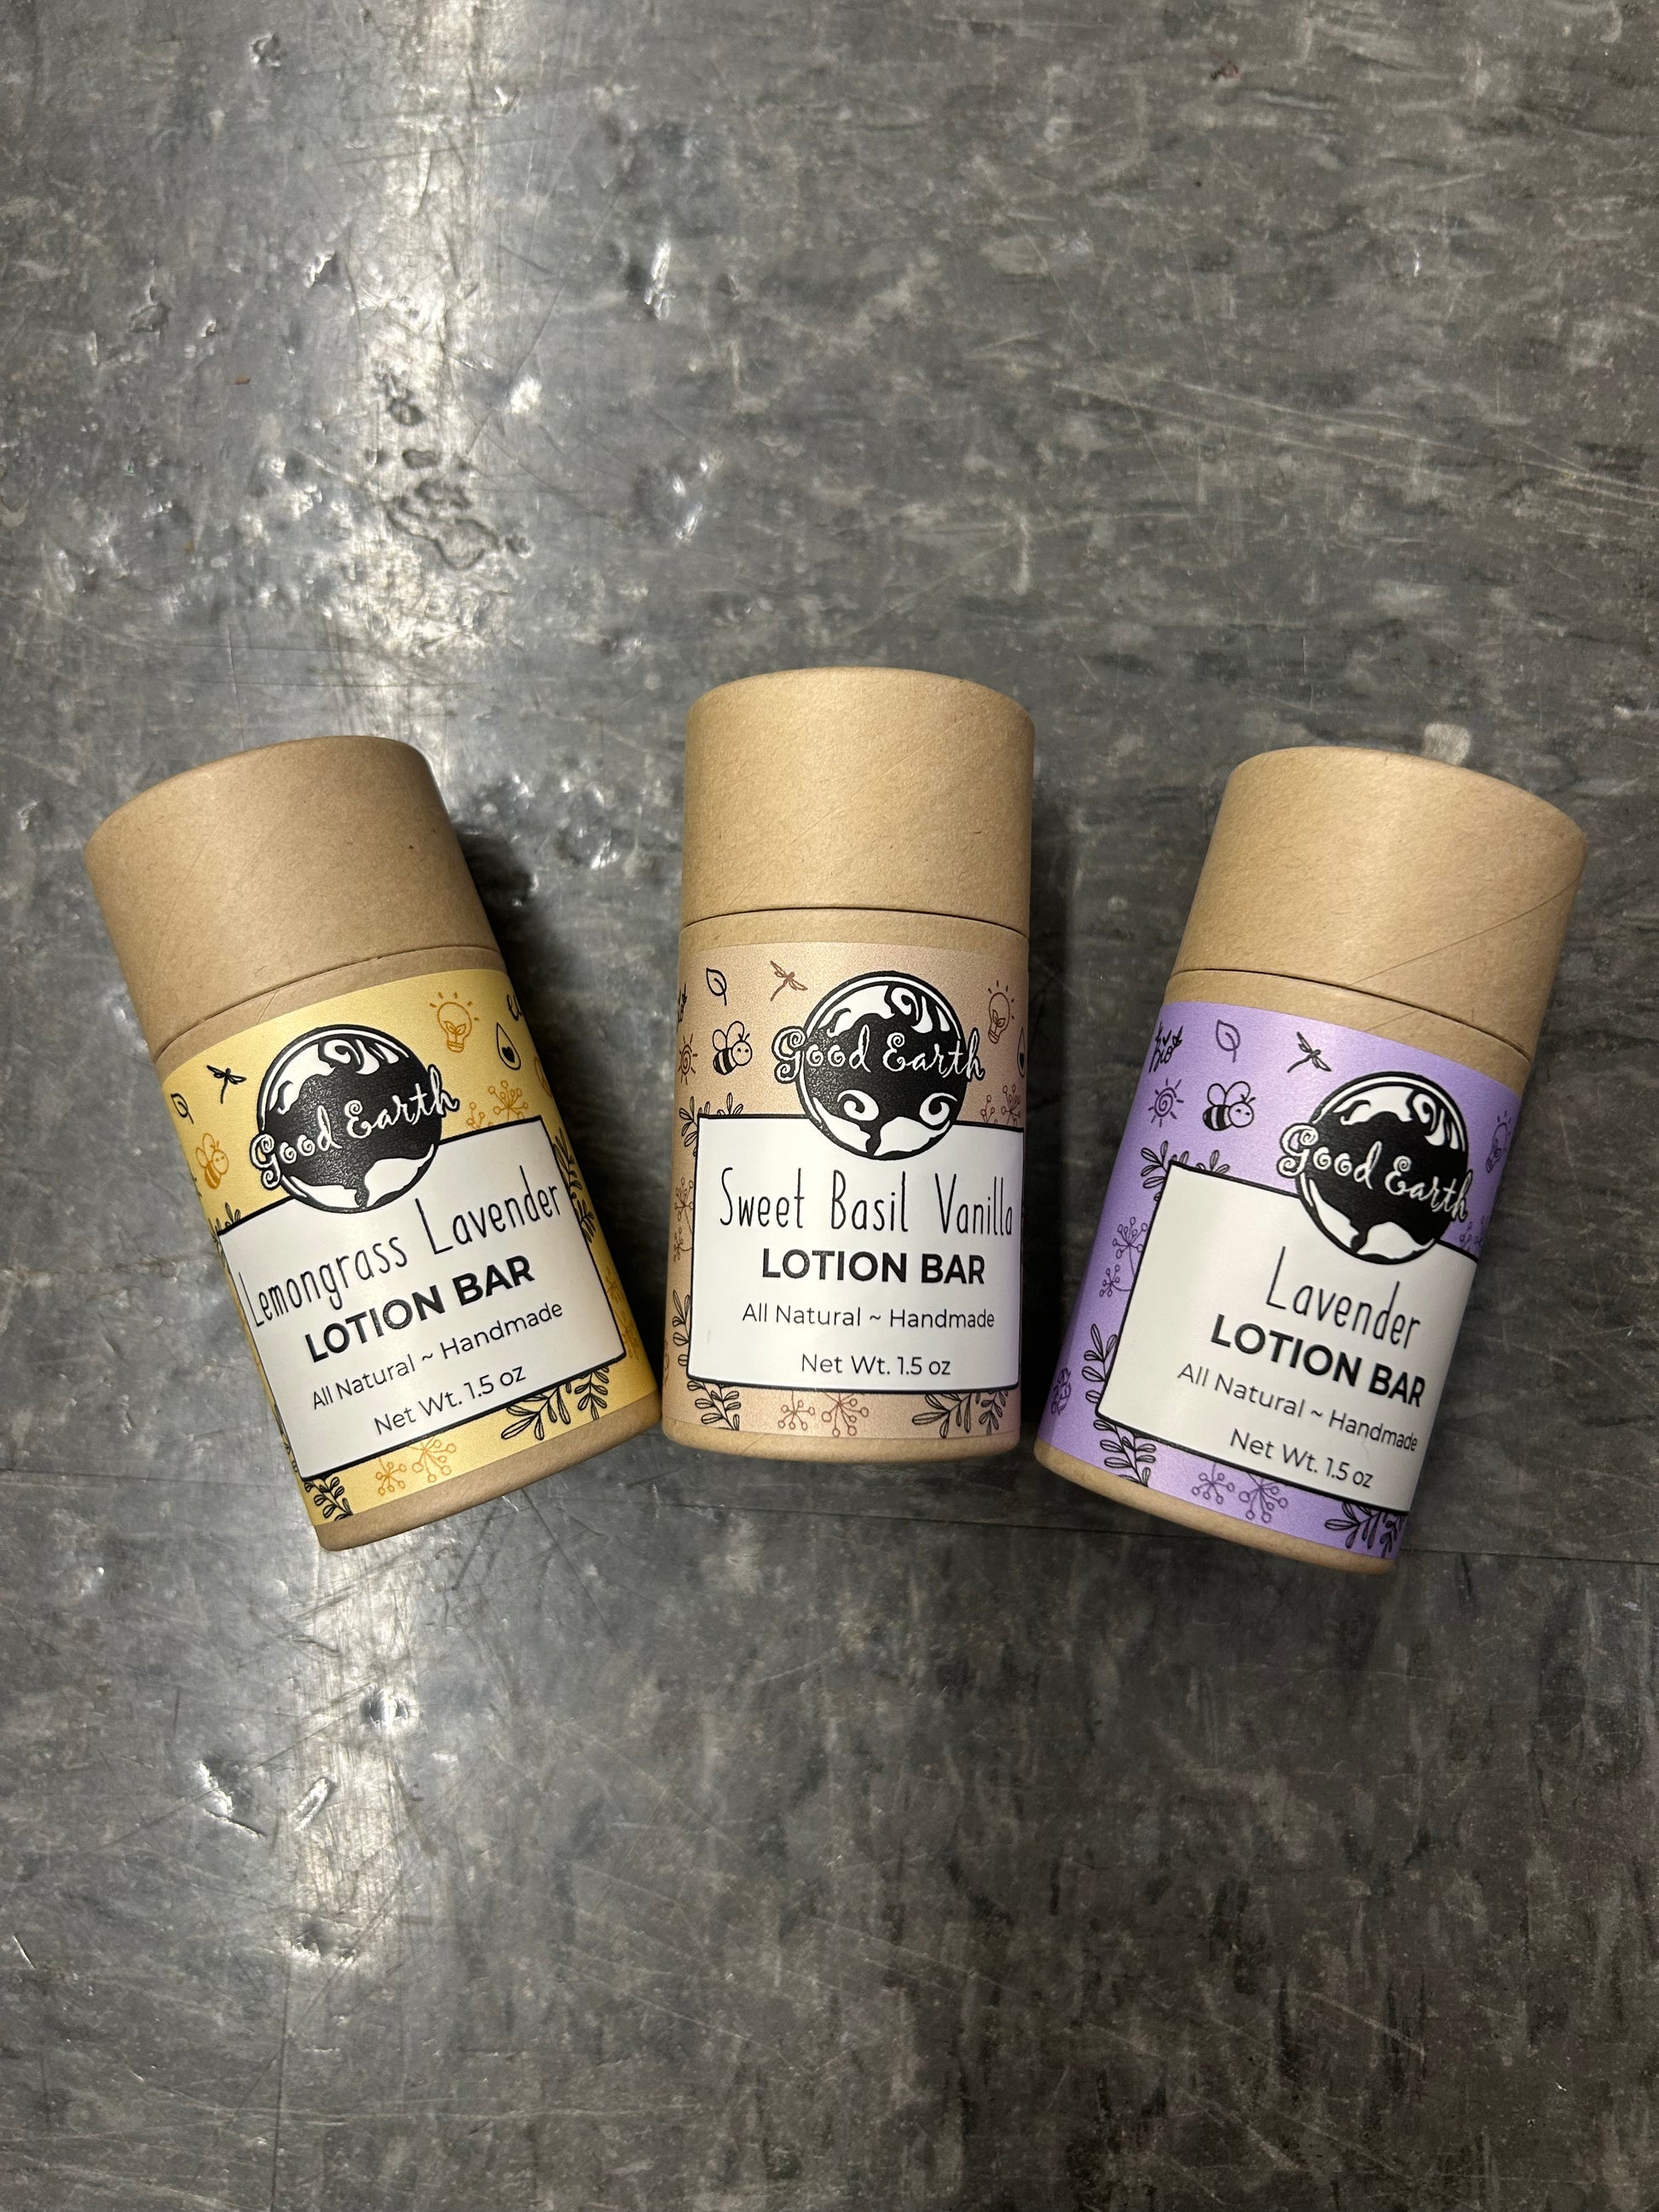 Good Earth
Lemongrass Lavender
LOTION BAR
All Natural ~ Handmade
Net Wt. 1.5 oz
Good Earth
Sweet Basil Vanilla
LOTION BAR
All Natural ~ Handmade
Net Wt. 1.5 oz
Good Earth
Lavender
LOTION BAR
All Natural ~ Handmade
Net Wt. 1.5 oz